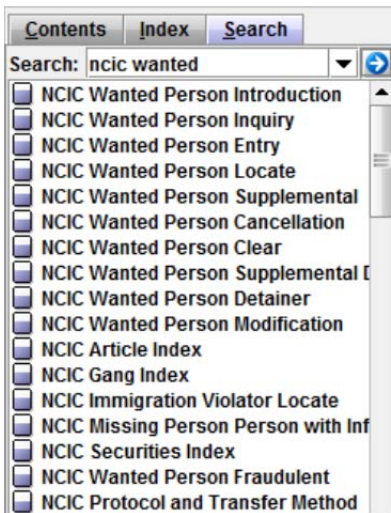 Contents Index Search
Search: ncic wanted
NCIC Wanted Person Introduction
NCIC Wanted Person Inquiry
NCIC Wanted Person Entry
NCIC Wanted Person Locate
NCIC Wanted Person Supplemental
NCIC Wanted Person Cancellation
NCIC Wanted Person Clear
NCIC Wanted Person Supplemental D
NCIC Wanted Person Detainer
NCIC Wanted Person Modification
NCIC Article Index
NCIC Gang Index
NCIC Immigration Violator Locate
NCIC Missing Person Person with Inf
NCIC Securities Index
NCIC Wanted Person Fraudulent
NCIC Protocol and Transfer Method